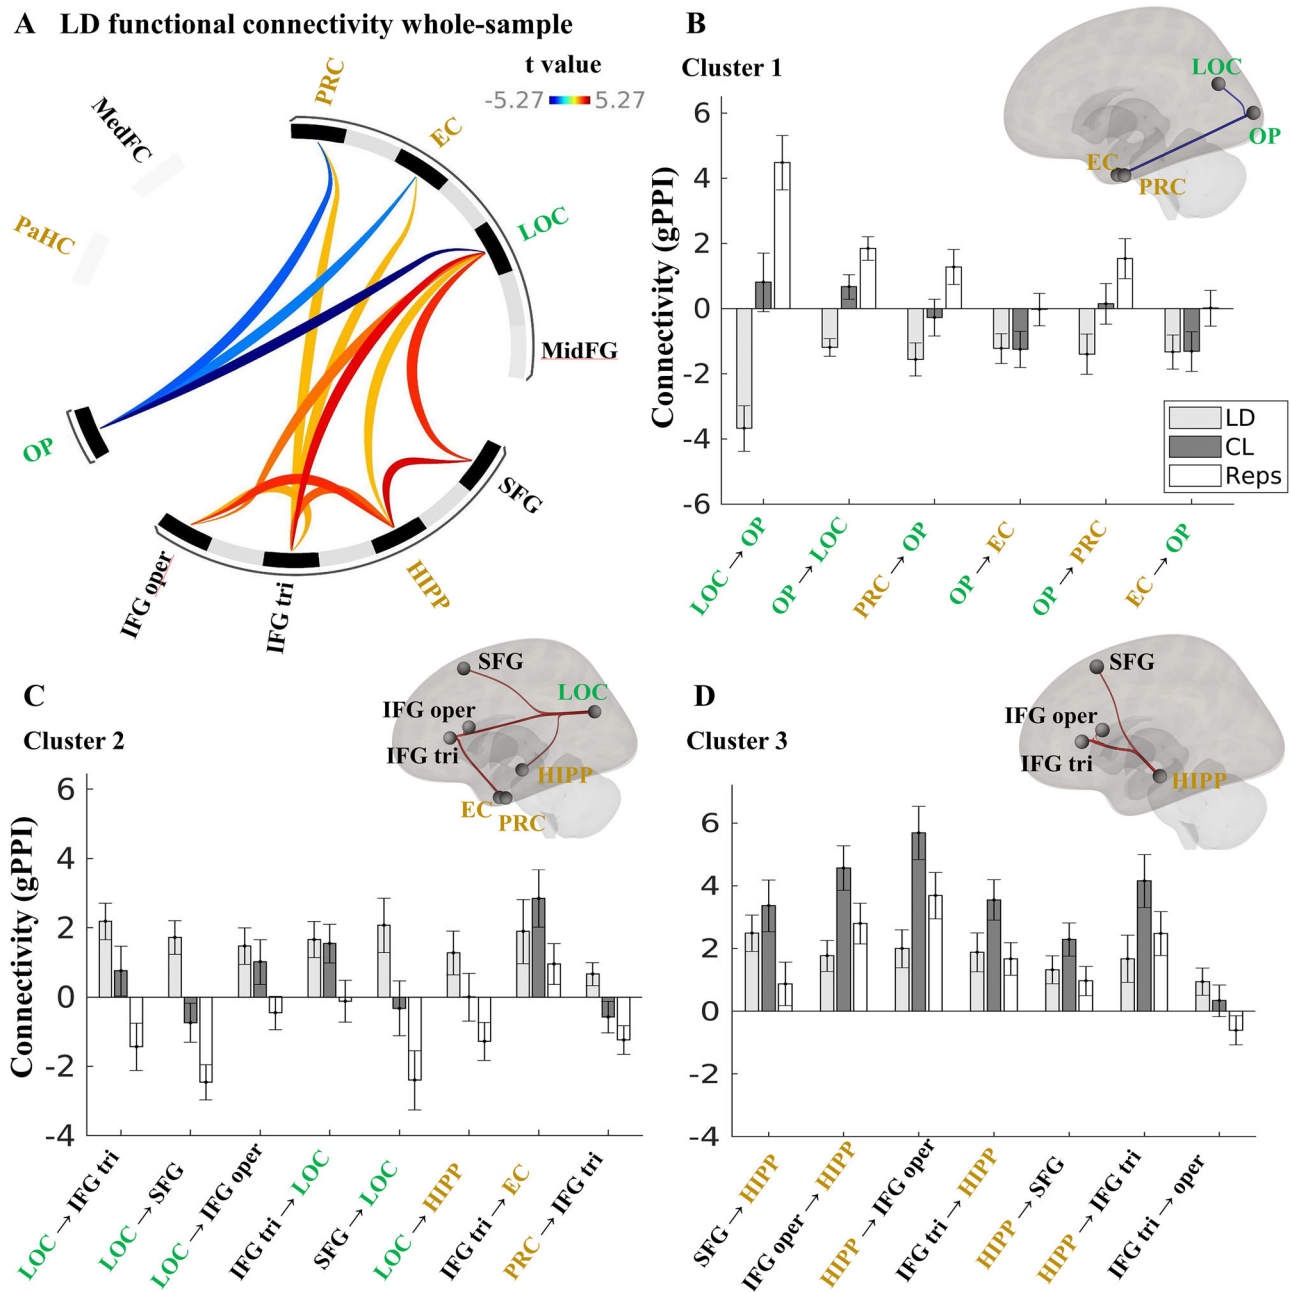 A LD functional connectivity whole-sample
t value
-5.27 5.27
PRC
EC
LOC
MidFG
SFG
HIPP
IFG tri
IFG oper
OP
PaHC
MedFC
B
Cluster 1
LOC
OP
EC
PRC
Connectivity (gPPI)
6
4
2
0
-2
-4
-6
LD
CL
Reps
LOC → OP
OP → LOC
PRC → OP
OP → EC
OP → PRC
EC → OP
C
Cluster 2
SFG
LOC
IFG oper
IFG tri
HIPP
EC
PRC
Connectivity (gPPI)
6
4
2
0
-2
-4
LOC → IFG tri
LOC → SFG
LOC → IFG oper
IFG tri → LOC
SFG → LOC
LOC → HIPP
IFG tri → EC
PRC → IFG tri
D
Cluster 3
SFG
IFG oper
IFG tri
HIPP
6
4
2
0
-2
-4
SFG → HIPP
IFG oper → HIPP
HIPP → IFG oper
IFG tri → HIPP
HIPP → SFG
HIPP → IFG tri
IFG tri → oper